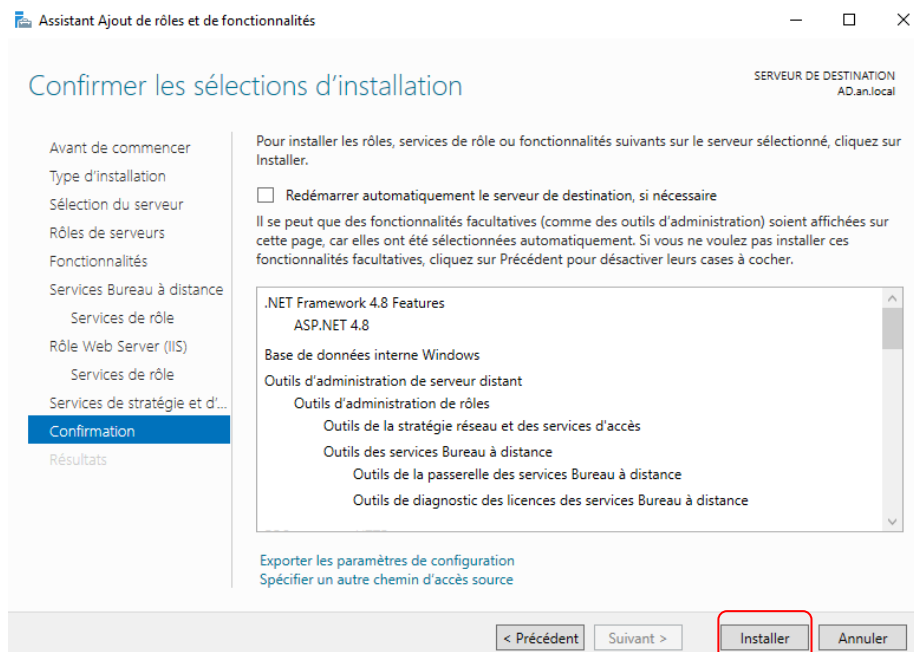 Assistant Ajout de rôles et de fonctionnalités
Confirmer les sélections d'installation
SERVEUR DE DESTINATION
AD.an.local
Avant de commencer
Type d'installation
Sélection du serveur
Rôles de serveurs
Fonctionnalités
Services Bureau à distance
Services de rôle
Rôle Web Server (IIS)
Services de rôle
Services de stratégie et d'...
Confirmation
Résultats
Pour installer les rôles, services de rôle ou fonctionnalités suivants sur le serveur sélectionné, cliquez sur
Installer.
Redémarrer automatiquement le serveur de destination, si nécessaire
Il se peut que des fonctionnalités facultatives (comme des outils d'administration) soient affichées sur
cette page, car elles ont été sélectionnées automatiquement. Si vous ne voulez pas installer ces
fonctionnalités facultatives, cliquez sur Précédent pour désactiver leurs cases à cocher.
.NET Framework 4.8 Features
ASP.NET 4.8
Base de données interne Windows
Outils d'administration de serveur distant
Outils d'administration de rôles
Outils de la stratégie réseau et des services d'accès
Outils des services Bureau à distance
Outils de la passerelle des services Bureau à distance
Outils de diagnostic des licences des services Bureau à distance
Exporter les paramètres de configuration
Spécifier un autre chemin d'accès source
< Précédent
Suivant >
Installer
Annuler